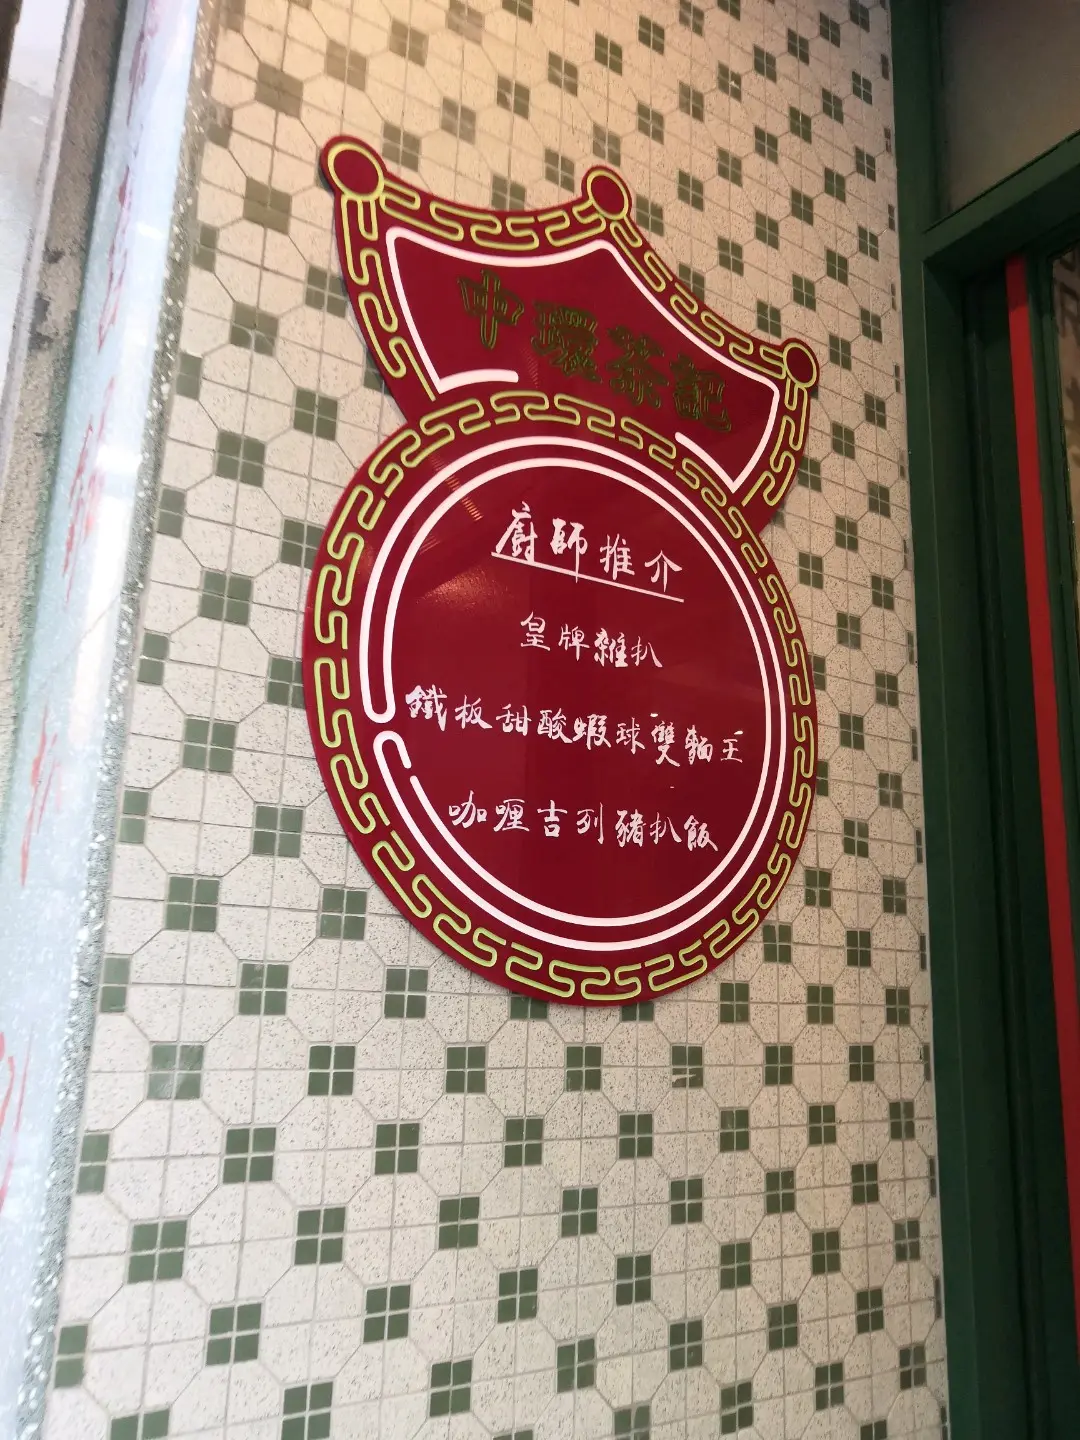 中環茶記
廚師推介
皇牌雜扒
鐵板甜酸蝦球雙麵王
咖喱吉列豬扒飯